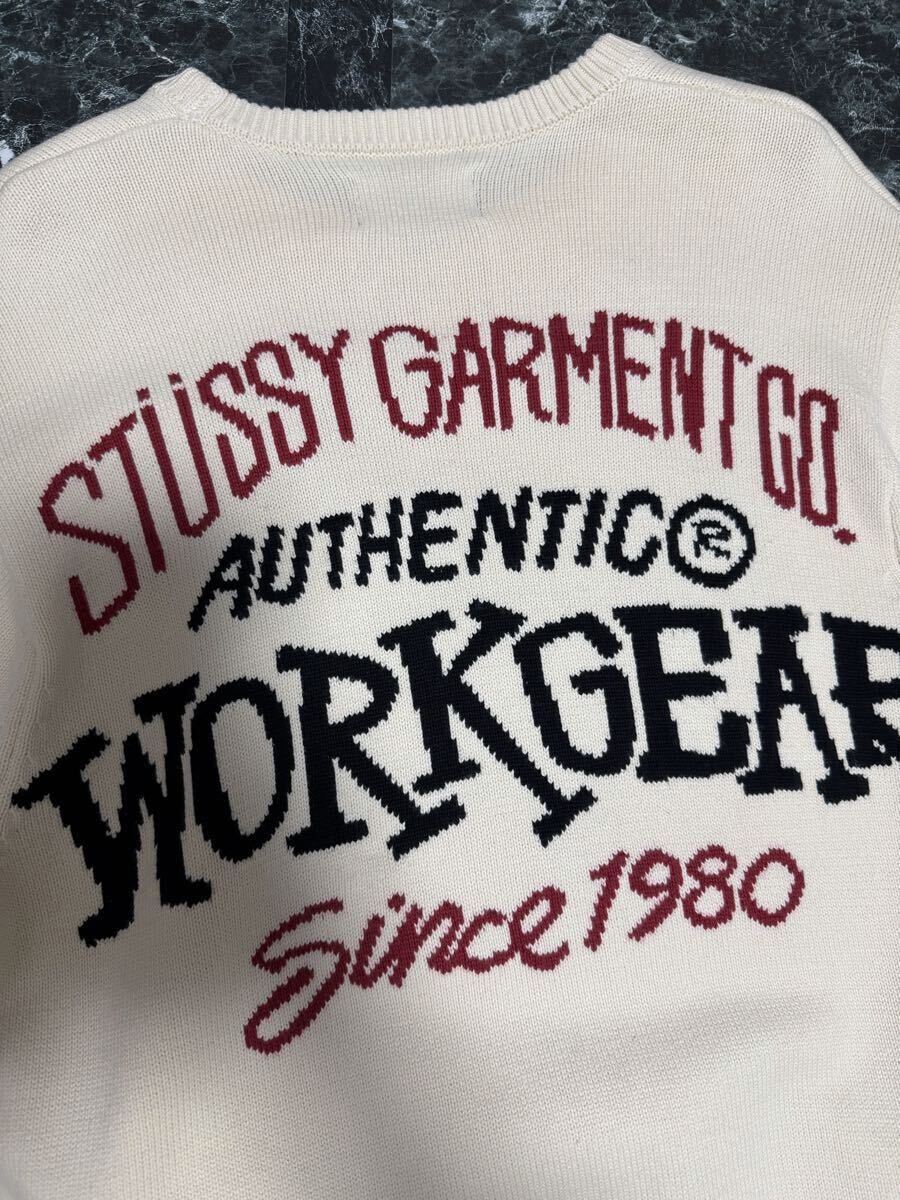 STÜSSY GARMENT CO.
AUTHENTIC®
WORKGEAR
Since 1980